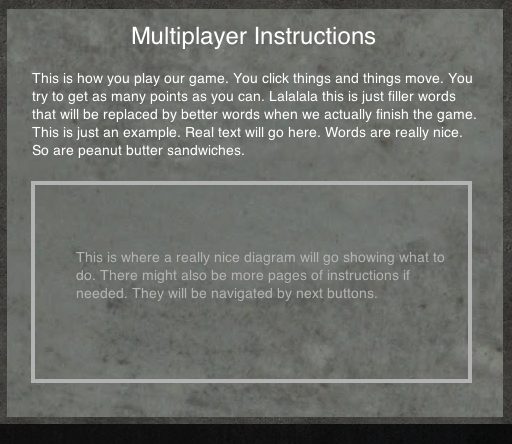 Multiplayer Instructions
This is how you play our game. You click things and things move. You
try to get as many points as you can. Lalalala this is just filler words
that will be replaced by better words when we actually finish the game.
This is just an example. Real text will go here. Words are really nice.
So are peanut butter sandwiches.
This is where a really nice diagram will go showing what to
do. There might also be more pages of instructions if
needed. They will be navigated by next buttons.